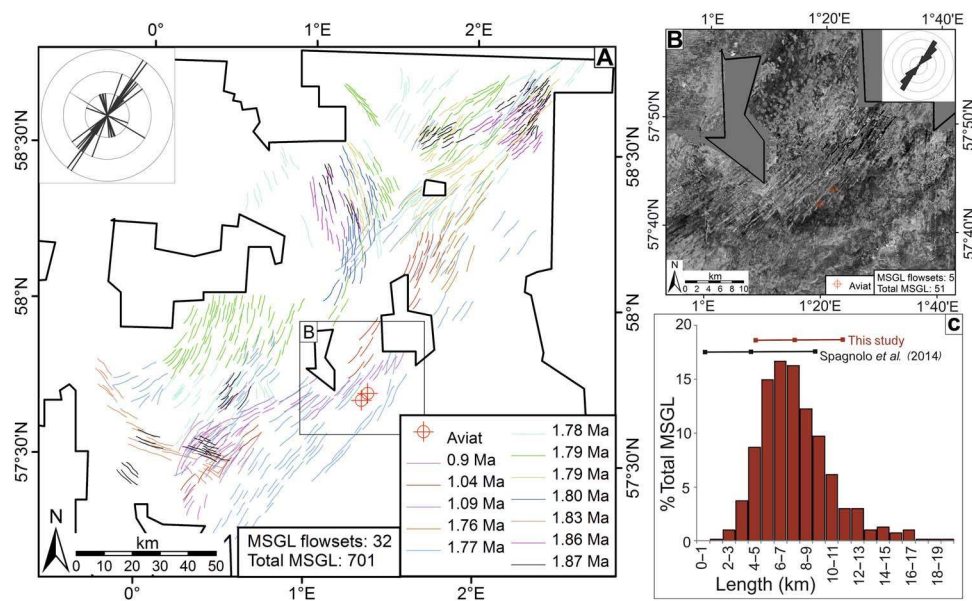 0°
1°E
2°E
A
58°30N
58°30N
58°N
58°N
57°30N
57°30N
B
N
km
0 10 20 30 40 50
MSGL flowsets: 32
Total MSGL: 701
Aviat
0.9 Ma
1.04 Ma
1.09 Ma
1.76 Ma
1.77 Ma
1.78 Ma
1.79 Ma
1.79 Ma
1.80 Ma
1.83 Ma
1.86 Ma
1.87 Ma
0°
1°E
2°E
1°E
1°20'E
1°40'E
B
57°50'N
57°50'N
57°40'N
57°40'N
N
km
0 2 4 6 8 10
Aviat
MSGL flowsets: 5
Total MSGL: 51
1°E
1°20'E
1°40'E
C
20
15
10
5
0
% Total MSGL
This study
Spagnolo et al. (2014)
0–1
2–3
4–5
6–7
8–9
10–11
12–13
14–15
16–17
18–19
Length (km)